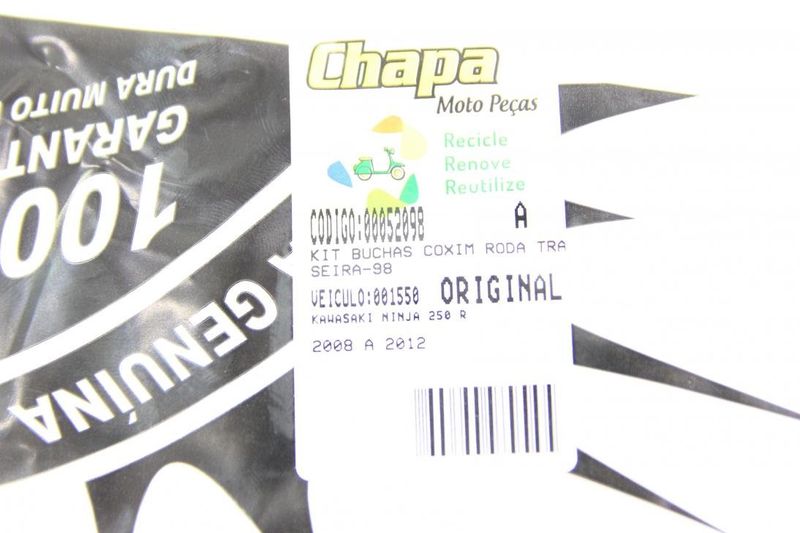 Chapa
Moto Peças
Recicle
Renove
Reutilize
CODIGO:00052098 A
KIT BUCHAS COXIM RODA TRA
SEIRA-98
VEICULO:001550 ORIGINAL
KAWASAKI NINJA 250 R
2008 A 2012
DURA MUITO
GARANT
100
A GENUÍNA